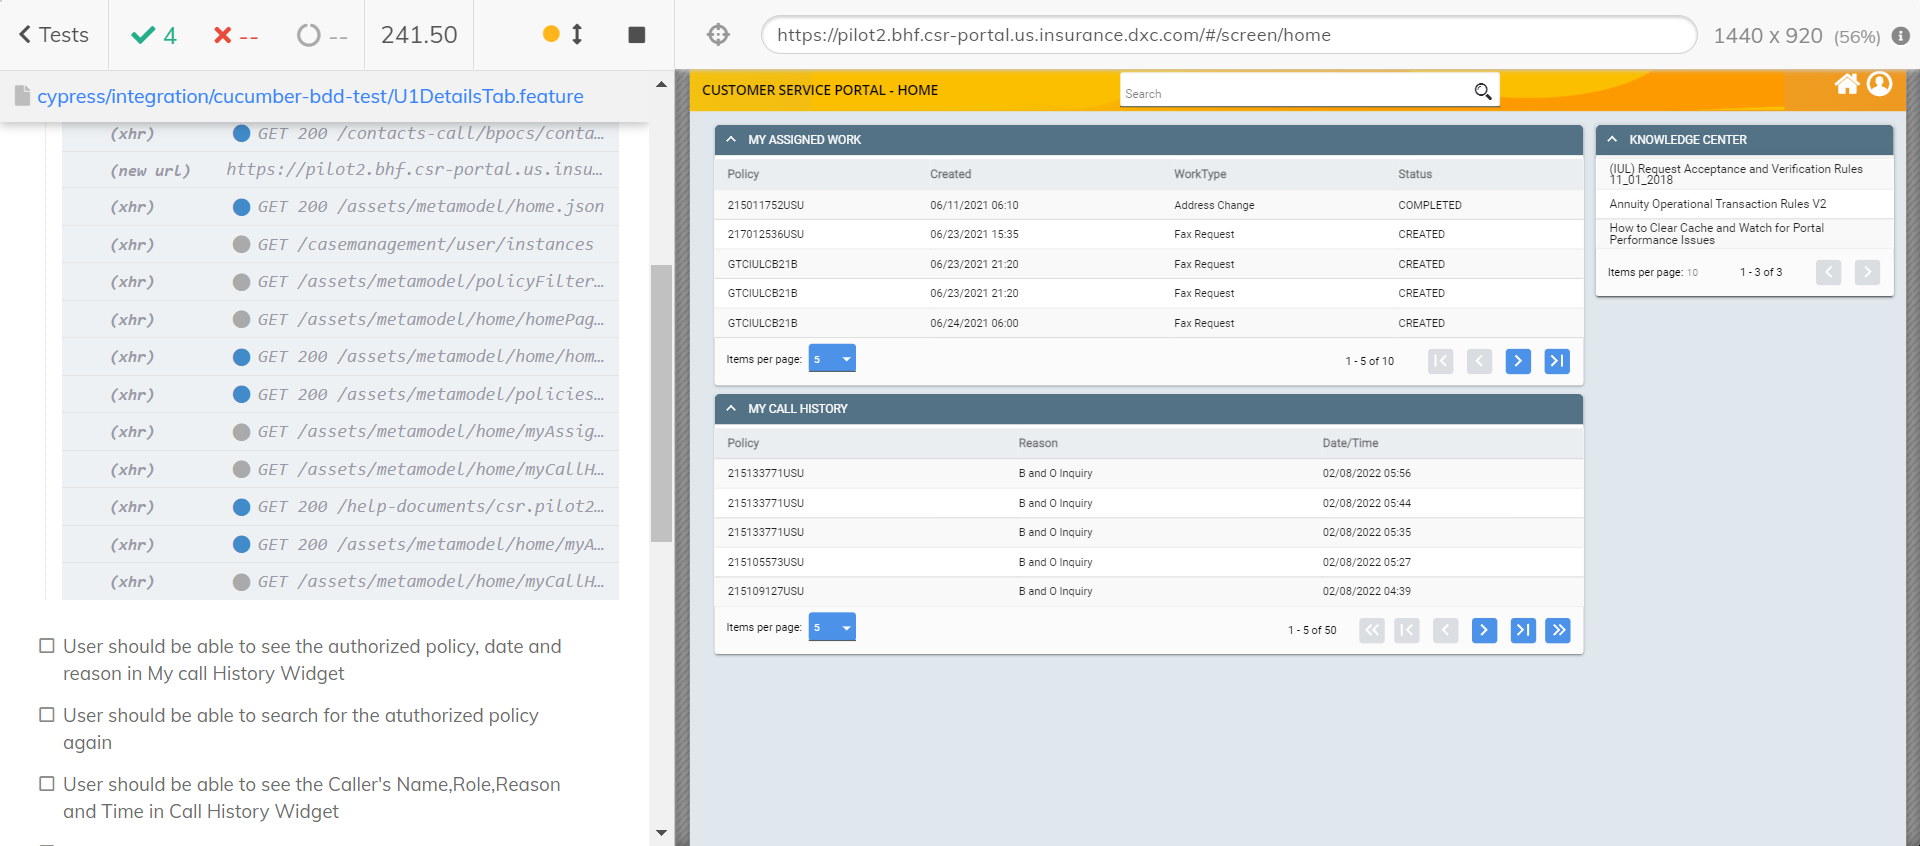 Tests
4
--
--
241.50
https://pilot2.bhf.csr-portal.us.insurance.dxc.com/#/screen/home
1440 x 920 (56%)
cypress/integration/cucumber-bdd-test/U1DetailsTab.feature
(xhr) GET 200 /contacts-call/bpocs/conta...
(new url) https://pilot2.bhf.csr-portal.us.insu...
(xhr) GET 200 /assets/metamodel/home.json
(xhr) GET /casemanagement/user/instances
(xhr) GET /assets/metamodel/policyFilter...
(xhr) GET /assets/metamodel/home/homePag...
(xhr) GET 200 /assets/metamodel/home/hom...
(xhr) GET 200 /assets/metamodel/policies...
(xhr) GET /assets/metamodel/home/myAssig...
(xhr) GET /assets/metamodel/home/myCallH...
(xhr) GET 200 /help-documents/csr.pilot2...
(xhr) GET 200 /assets/metamodel/home/myA...
(xhr) GET /assets/metamodel/home/myCallH...
User should be able to see the authorized policy, date and
reason in My call History Widget
User should be able to search for the atuthorized policy
again
User should be able to see the Caller's Name,Role,Reason
and Time in Call History Widget
CUSTOMER SERVICE PORTAL - HOME
Search
MY ASSIGNED WORK
Policy Created WorkType Status
215011752USU 06/11/2021 06:10 Address Change COMPLETED
217012536USU 06/23/2021 15:35 Fax Request CREATED
GTCIULCB21B 06/23/2021 21:20 Fax Request CREATED
GTCIULCB21B 06/23/2021 21:20 Fax Request CREATED
GTCIULCB21B 06/24/2021 06:00 Fax Request CREATED
Items per page: 5 1 - 5 of 10
MY CALL HISTORY
Policy Reason Date/Time
215133771USU B and O Inquiry 02/08/2022 05:56
215133771USU B and O Inquiry 02/08/2022 05:44
215133771USU B and O Inquiry 02/08/2022 05:35
215105573USU B and O Inquiry 02/08/2022 05:27
215109127USU B and O Inquiry 02/08/2022 04:39
Items per page: 5 1 - 5 of 50
KNOWLEDGE CENTER
(IUL) Request Acceptance and Verification Rules
11_01_2018
Annuity Operational Transaction Rules V2
How to Clear Cache and Watch for Portal
Performance Issues
Items per page: 10 1 - 3 of 3